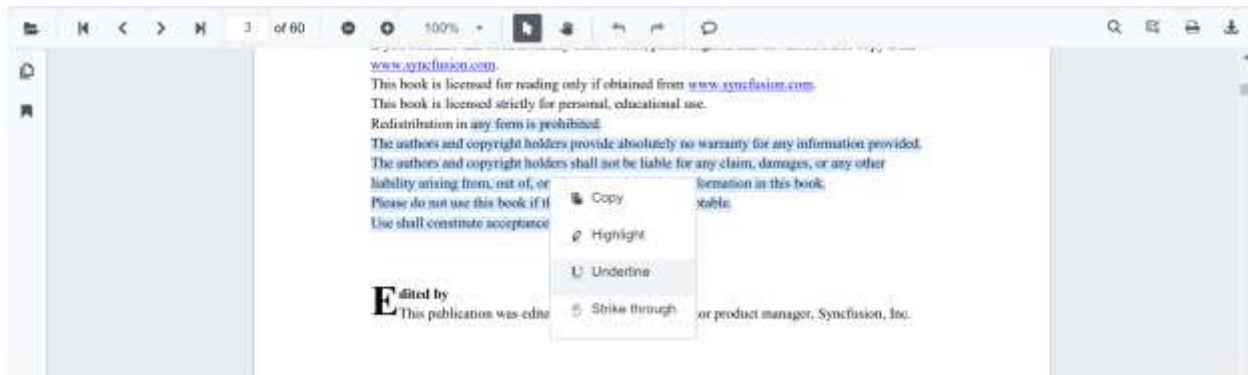 3 of 60 100%
www.syncfusion.com.
This book is licensed for reading only if obtained from www.syncfusion.com.
This book is licensed strictly for personal, educational use.
Redistribution in any form is prohibited.
The authors and copyright holders provide absolutely no warranty for any information provided.
The authors and copyright holders shall not be liable for any claim, damages, or any other
liability arising from, out of, or formation in this book.
Please do not use this book if th table.
Use shall constitute acceptance
Copy
Highlight
Underline
Strike through
Edited by
This publication was edite or product manager, Syncfusion, Inc.